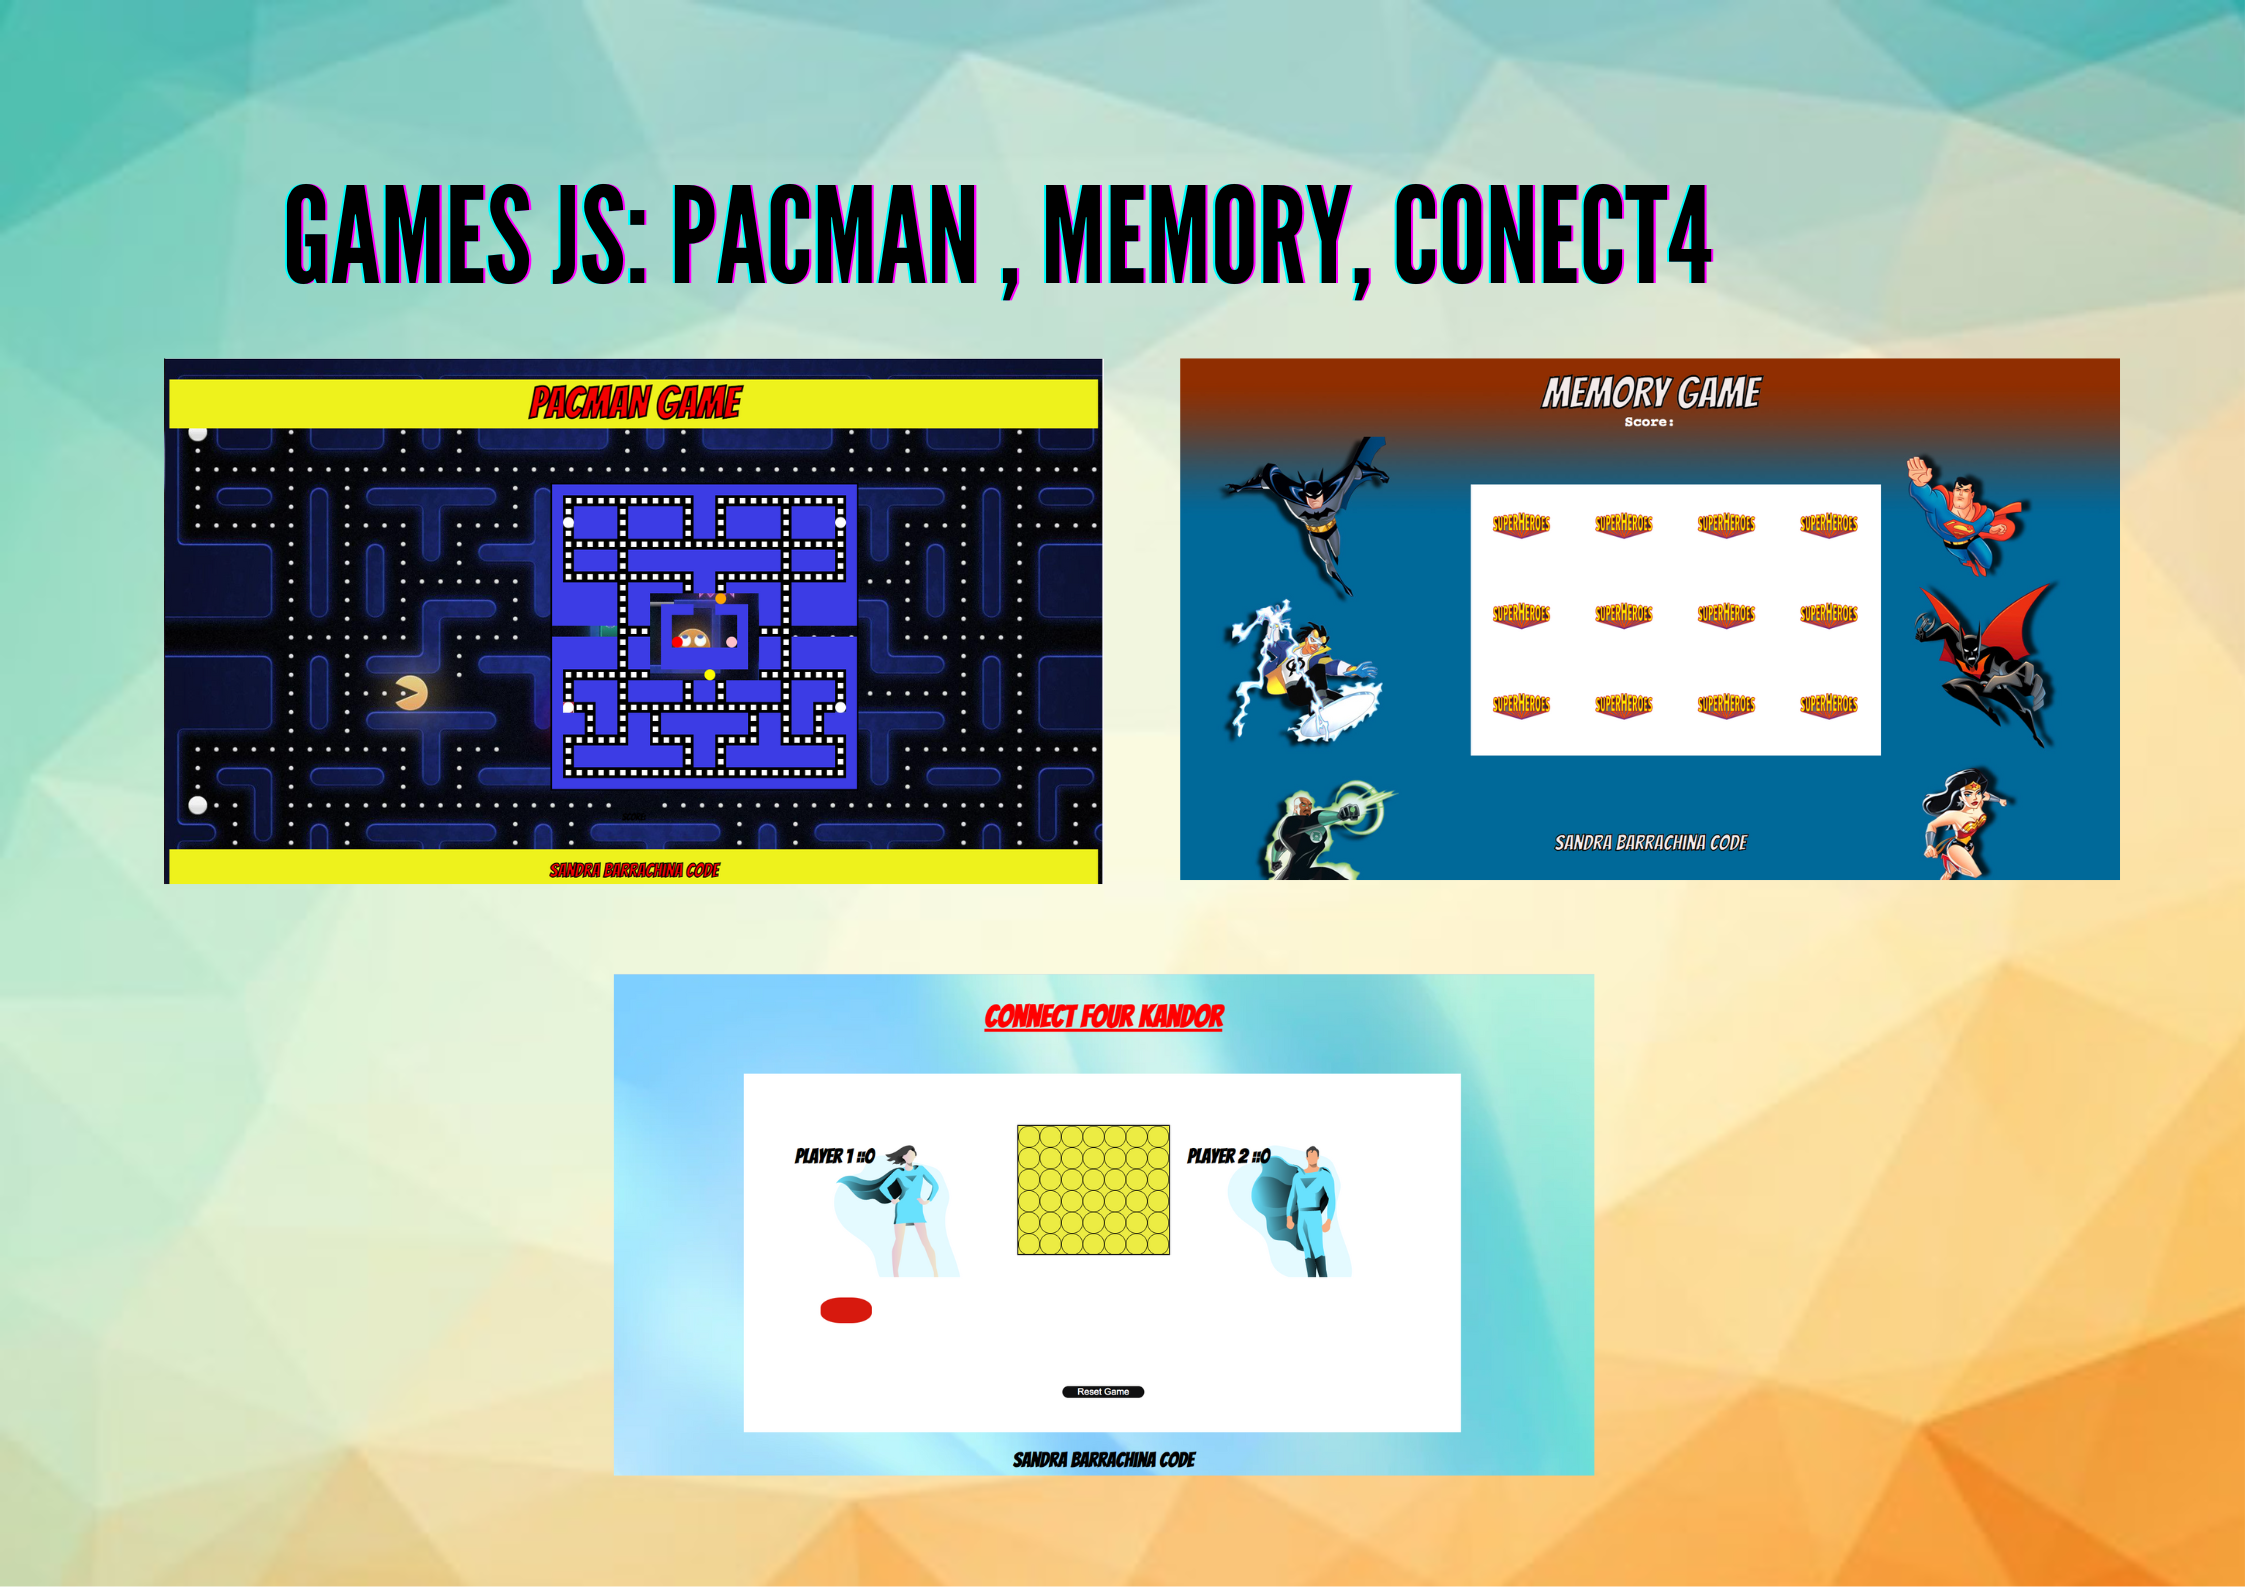 GAMES JS: PACMAN , MEMORY, CONECT4
PACMAN GAME
SANDRA BARRACHINA CODE
MEMORY GAME
Score:
SUPERHEROES SUPERHEROES SUPERHEROES SUPERHEROES
SUPERHEROES SUPERHEROES SUPERHEROES SUPERHEROES
SUPERHEROES SUPERHEROES SUPERHEROES SUPERHEROES
SANDRA BARRACHINA CODE
CONNECT FOUR KANDOR
PLAYER 1 ::0
PLAYER 2 ::0
Reset Game
SANDRA BARRACHINA CODE